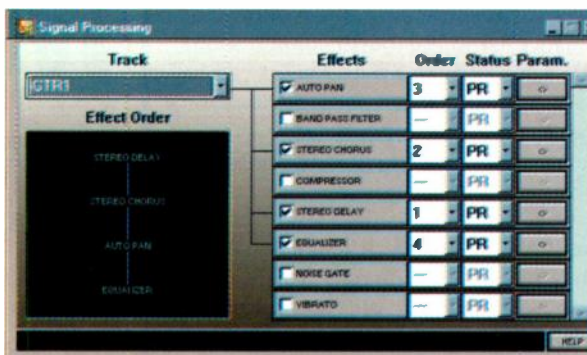 Signal Processing
Track
GTR1
Effect Order
STEREO DELAY
STEREO CHORUS
AUTO PAN
EQUALIZER
Effects Order Status Param.
AUTO PAN 3 PR
BAND PASS FILTER — PR
STEREO CHORUS 2 PR
COMPRESSOR — PR
STEREO DELAY 1 PR
EQUALIZER 4 PR
NOISE GATE — PR
VIBRATO — PR
HELP